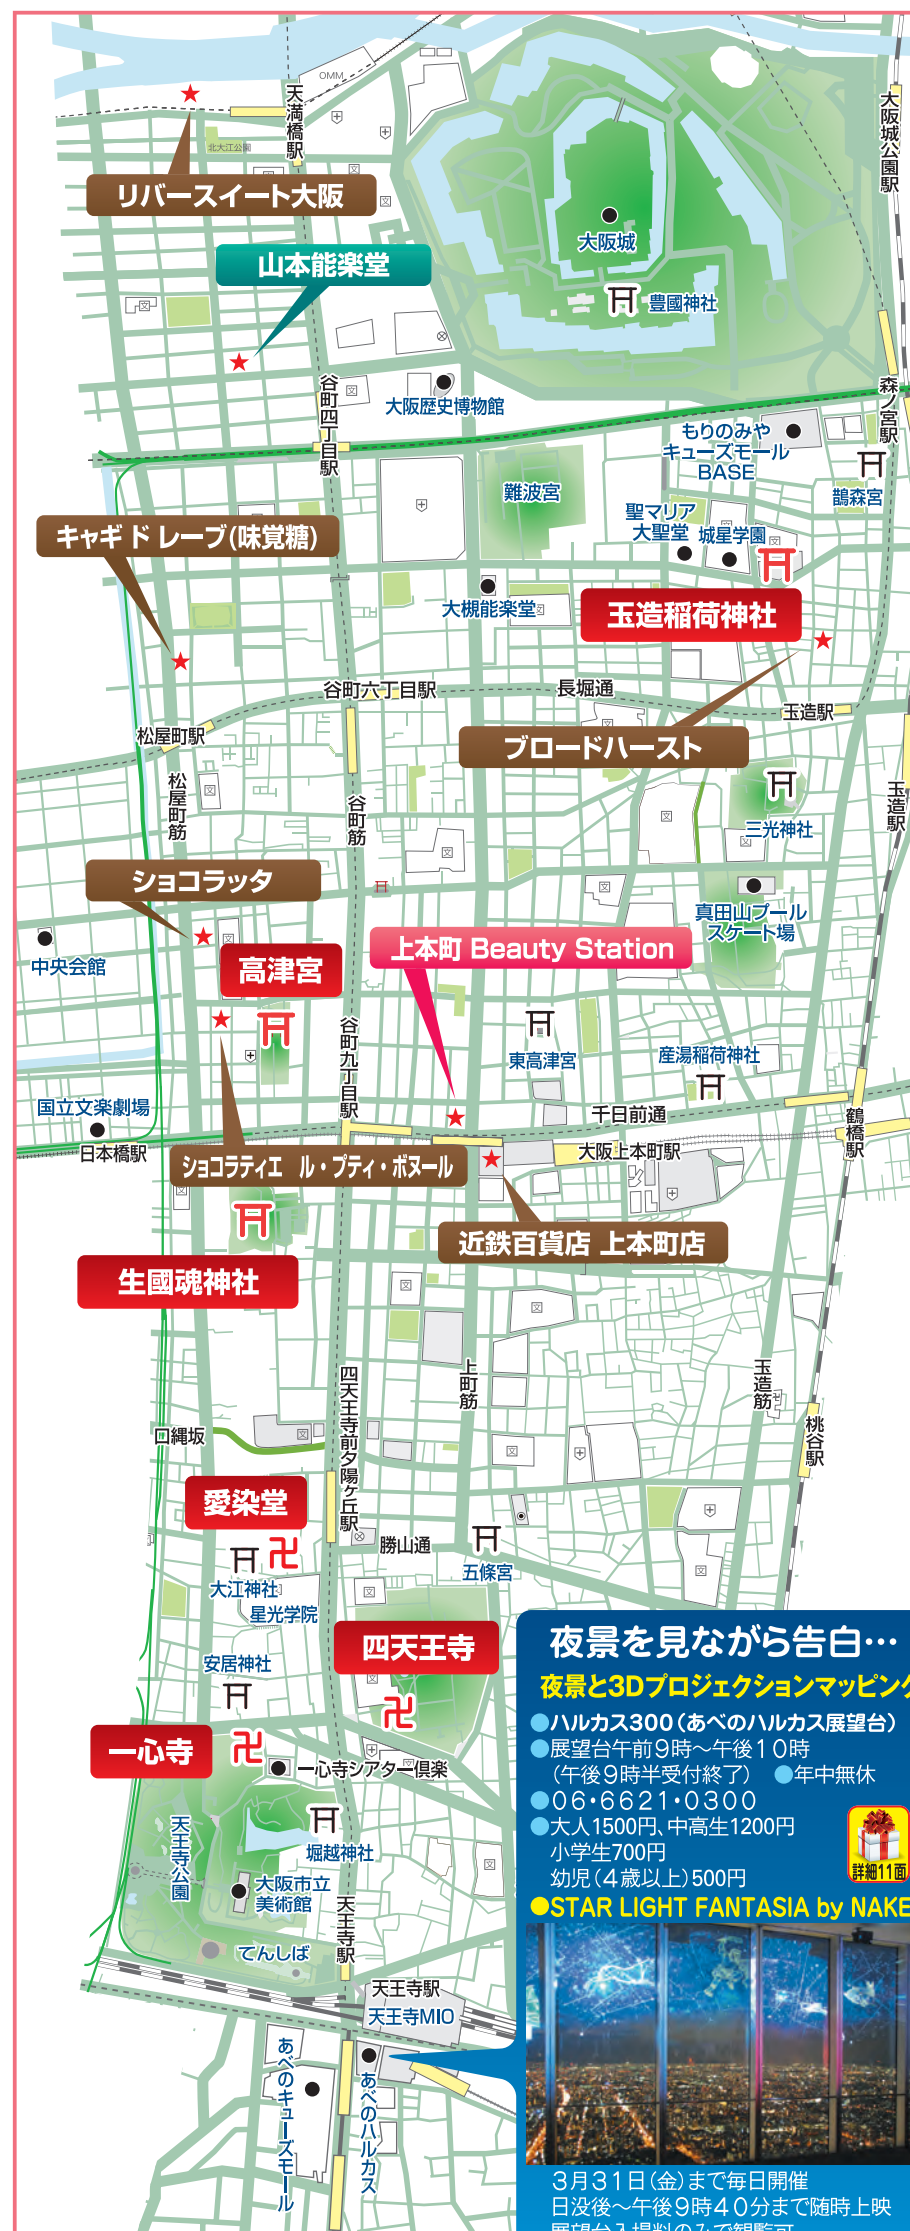 OMM
天満橋駅
大阪城公園駅
北大江公園
リバースイート大阪
大阪城
山本能楽堂
豊國神社
谷町四丁目駅
大阪歴史博物館
森ノ宮駅
もりのみや
キューズモール
BASE
鵲森宮
難波宮
聖マリア
大聖堂
城星学園
キャギ ド レーブ(味覚糖)
大槻能楽堂
玉造稲荷神社
谷町六丁目駅
長堀通
玉造駅
松屋町駅
ブロードハースト
松屋町筋
谷町筋
玉造駅
三光神社
ショコラッタ
真田山プール
スケート場
中央会館
高津宮
上本町 Beauty Station
谷町九丁目駅
東高津宮
産湯稲荷神社
国立文楽劇場
千日前通
鶴橋駅
日本橋駅
大阪上本町駅
ショコラティエ ル・プティ・ボヌール
近鉄百貨店 上本町店
生國魂神社
四天王寺前夕陽ヶ丘駅
上町筋
玉造筋
桃谷駅
口縄坂
愛染堂
勝山通
五條宮
大江神社
星光学院
四天王寺
安居神社
一心寺
一心寺シアター倶楽
堀越神社
天王寺公園
大阪市立
美術館
天王寺駅
てんしば
天王寺駅
天王寺MIO
あべのキューズモール
あべのハルカス
夜景を見ながら告白…
夜景と3Dプロジェクションマッピング
●ハルカス300(あべのハルカス展望台)
●展望台午前9時〜午後10時
(午後9時半受付終了) ●年中無休
●06・6621・0300
●大人1500円、中高生1200円
小学生700円
幼児(4歳以上)500円
詳細11面
●STAR LIGHT FANTASIA by NAKE
3月31日(金)まで毎日開催
日没後〜午後9時40分まで随時上映
展望台入場料のみで観覧可